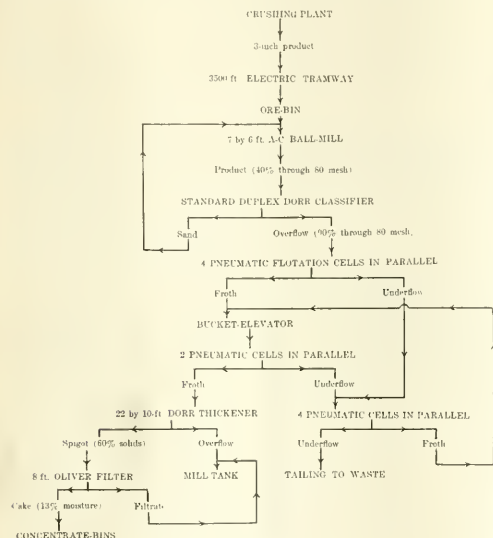 CRUSHING PLANT
3-inch product
3500 ft ELECTRIC TRAMWAY
ORE-BIN
7 by 6 ft. A-C BALL-MILL
Product (40% through 80 mesh)
STANDARD DUPLEX DORR CLASSIFIER
Sand
Overflow (90% through 80 mesh)
4 PNEUMATIC FLOTATION CELLS IN PARALLEL
Froth
Underflow
BUCKET-ELEVATOR
2 PNEUMATIC CELLS IN PARALLEL
Froth
Underflow
22 by 10-ft DORR THICKENER
4 PNEUMATIC CELLS IN PARALLEL
Spigot (60% solids)
Overflow
Underflow
Froth
8 ft. OLIVER FILTER
MILL TANK
TAILING TO WASTE
Cake (13% moisture)
Filtrate
CONCENTRATE-BINS